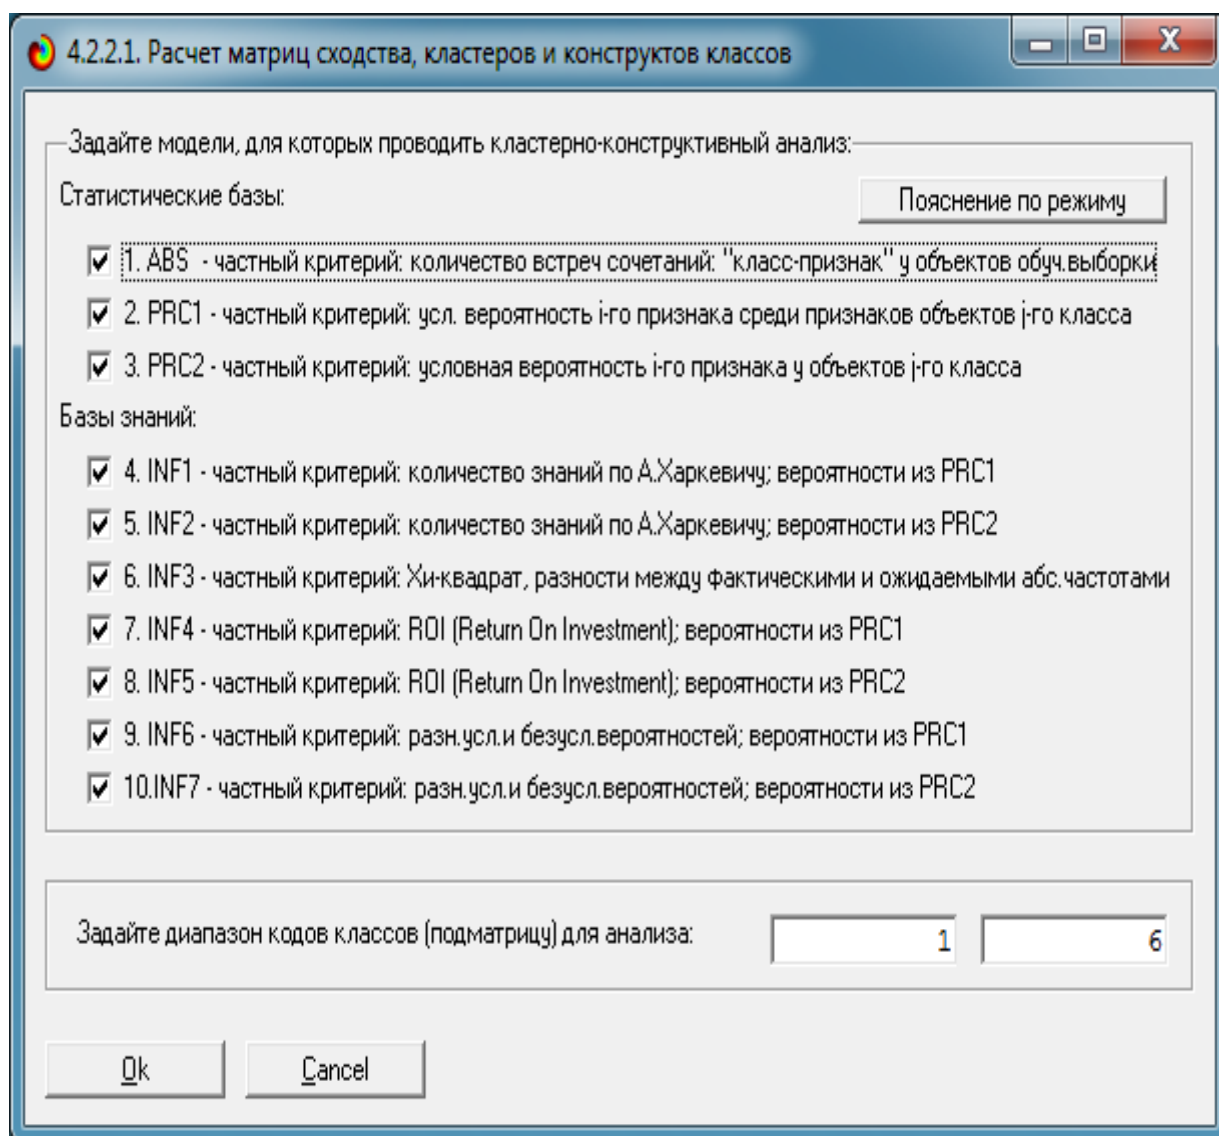 4.2.2.1. Расчет матриц сходства, кластеров и конструктов классов
Задайте модели, для которых проводить кластерно-конструктивный анализ:
Статистические базы:
Пояснение по режиму
1. ABS - частный критерий: количество встреч сочетаний: "класс-признак" у объектов обуч.выборки
2. PRC1 - частный критерий: усл. вероятность i-го признака среди признаков объектов j-го класса
3. PRC2 - частный критерий: условная вероятность i-го признака у объектов j-го класса
Базы знаний:
4. INF1 - частный критерий: количество знаний по А.Харкевичу; вероятности из PRC1
5. INF2 - частный критерий: количество знаний по А.Харкевичу; вероятности из PRC2
6. INF3 - частный критерий: Хи-квадрат, разности между фактическими и ожидаемыми абс.частотами
7. INF4 - частный критерий: ROI (Return On Investment); вероятности из PRC1
8. INF5 - частный критерий: ROI (Return On Investment); вероятности из PRC2
9. INF6 - частный критерий: разн.усл.и безусл.вероятностей; вероятности из PRC1
10.INF7 - частный критерий: разн.усл.и безусл.вероятностей; вероятности из PRC2
Задайте диапазон кодов классов (подматрицу) для анализа:
1
6
Ok
Cancel